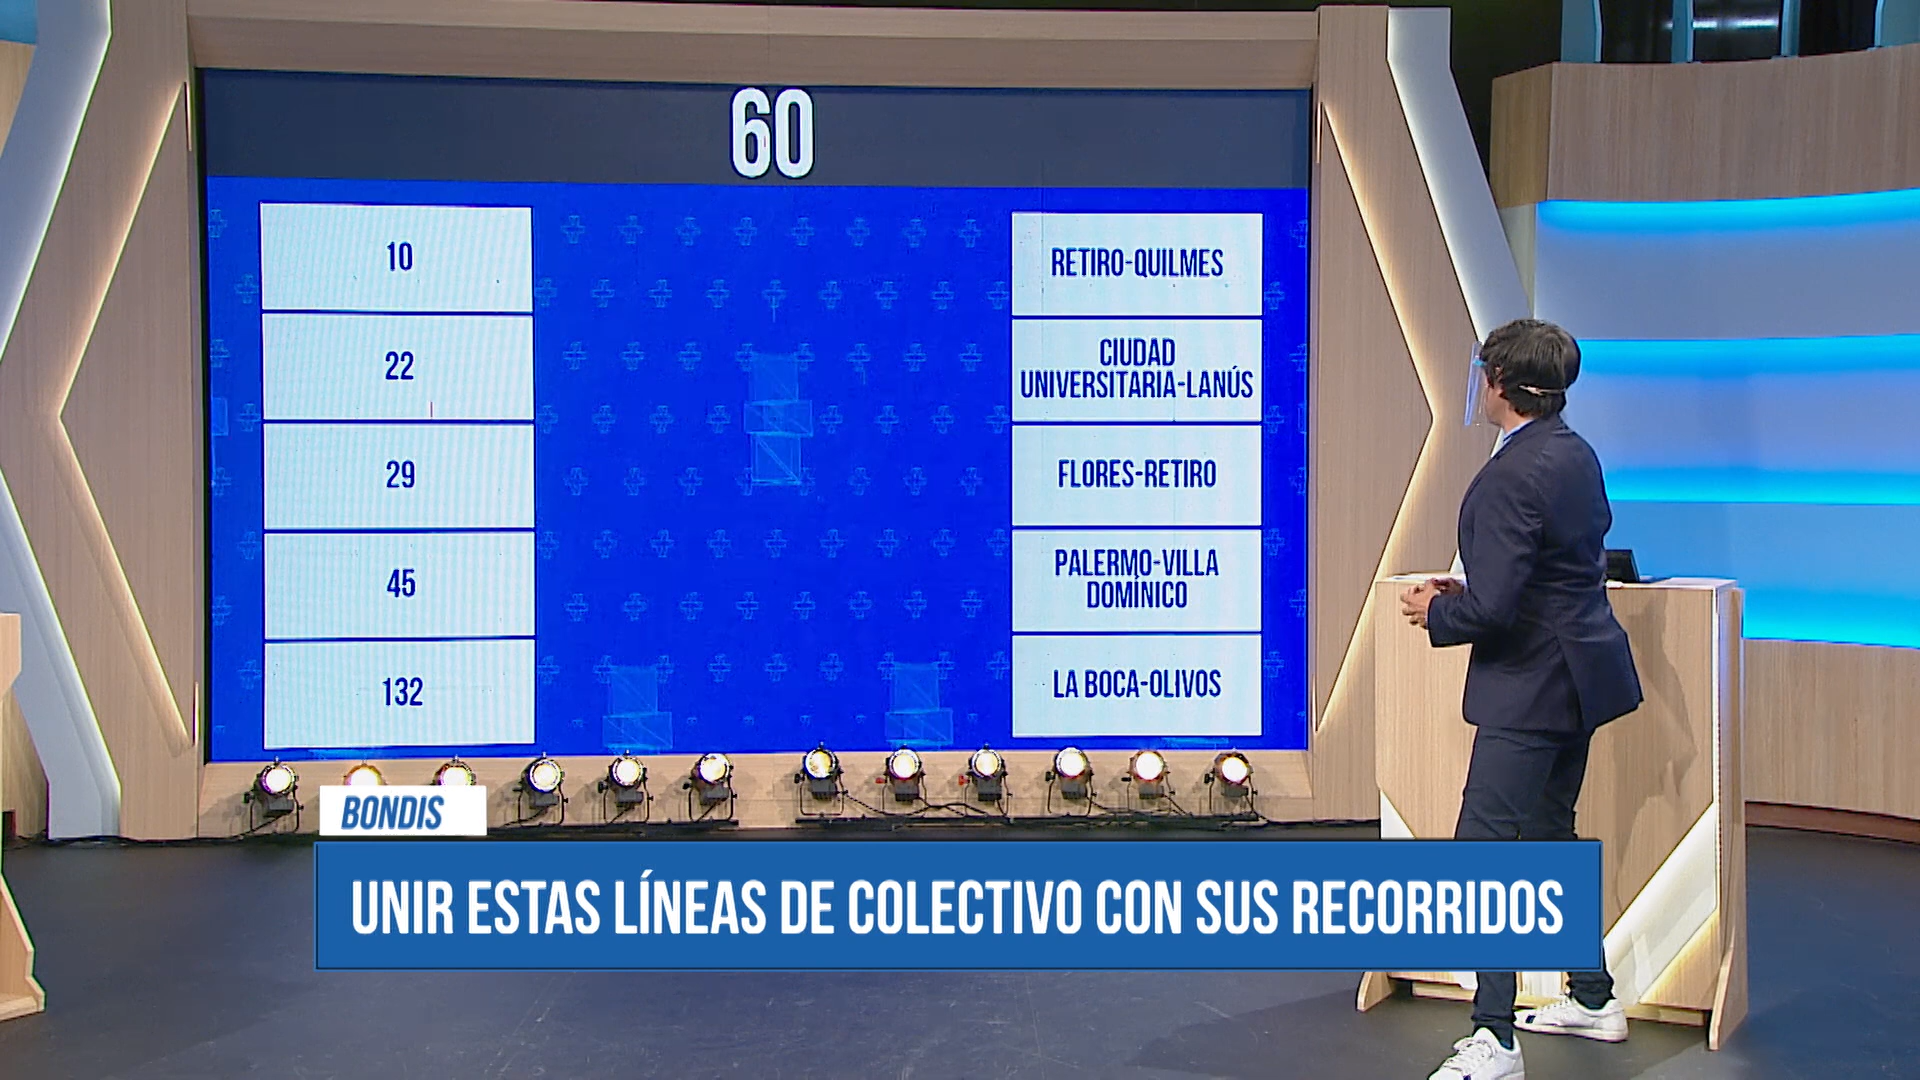 60
10
22
29
45
132
RETIRO-QUILMES
CIUDAD
UNIVERSITARIA-LANÚS
FLORES-RETIRO
PALERMO-VILLA
DOMÍNICO
LA BOCA-OLIVOS
BONDIS
UNIR ESTAS LÍNEAS DE COLECTIVO CON SUS RECORRIDOS